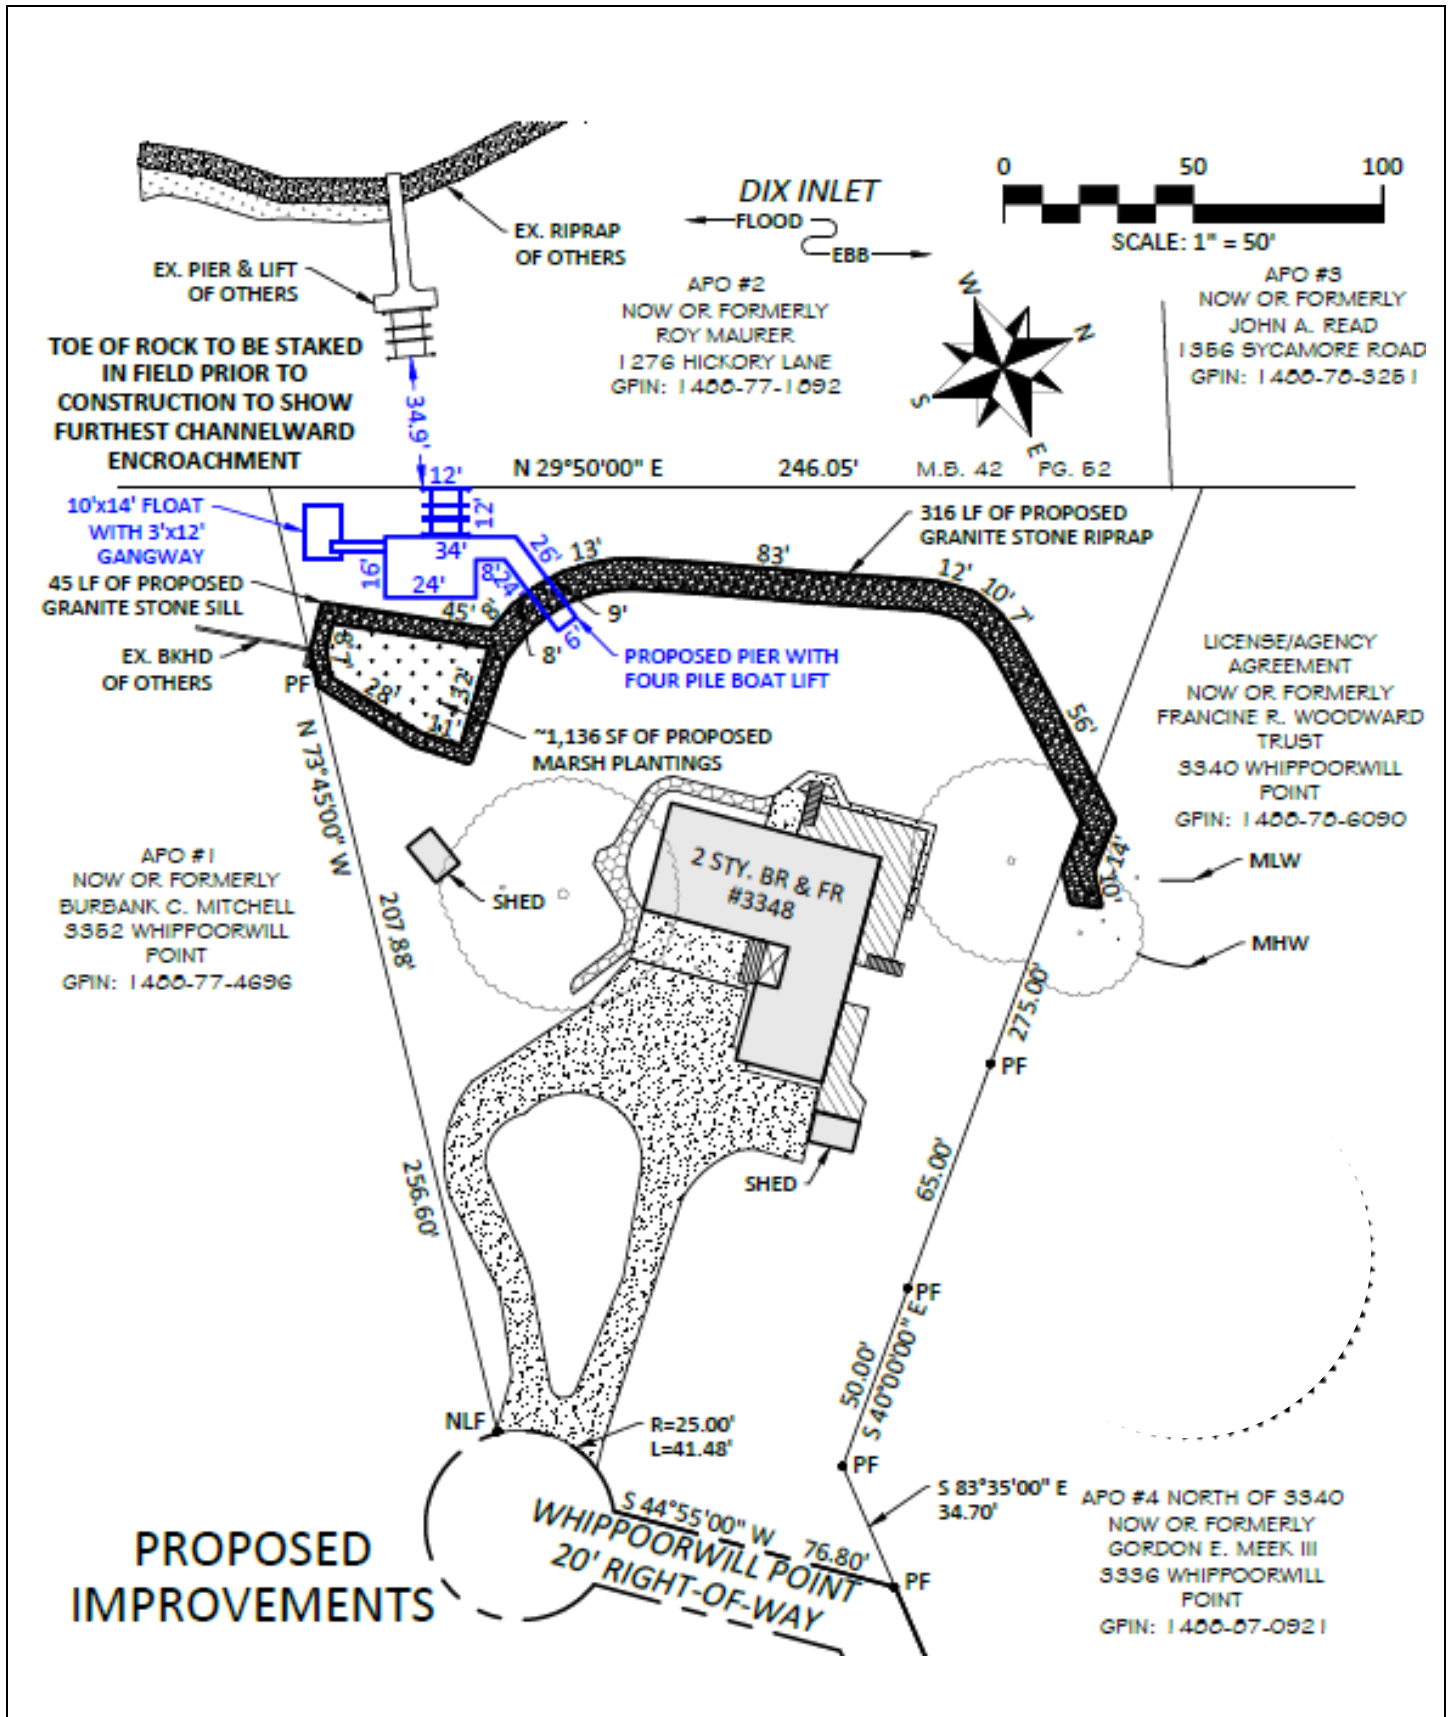 0 50 100
SCALE: 1" = 50'
DIX INLET
FLOOD
EBB
EX. RIPRAP
OF OTHERS
EX. PIER & LIFT
OF OTHERS
APO #2
NOW OR FORMERLY
ROY MAURER
1276 HICKORY LANE
GPIN: 1488-77-1892
APO #3
NOW OR FORMERLY
JOHN A. READ
1356 SYCAMORE ROAD
GPIN: 1488-78-3251
W
N
S
E
TOE OF ROCK TO BE STAKED
IN FIELD PRIOR TO
CONSTRUCTION TO SHOW
FURTHEST CHANNELWARD
ENCROACHMENT
34.9'
N 29°50'00" E 246.05' M.B. 42 PG. 52
12'
12'
10'x14' FLOAT
WITH 3'x12'
GANGWAY
34'
16'
24'
8'
24'
26'
6'
13'
83'
12'
10'
7'
316 LF OF PROPOSED
GRANITE STONE RIPRAP
45 LF OF PROPOSED
GRANITE STONE SILL
45'
8'
9'
8'
EX. BKHD
OF OTHERS
PF
28'
11'
32'
PROPOSED PIER WITH
FOUR PILE BOAT LIFT
~1,136 SF OF PROPOSED
MARSH PLANTINGS
56'
14'
10'
LICENSE/AGENCY
AGREEMENT
NOW OR FORMERLY
FRANCINE R. WOODWARD
TRUST
3340 WHIPPOORWILL
POINT
GPIN: 1488-78-6090
MLW
MHW
N 73°45'00" W
207.88'
256.60'
APO #1
NOW OR FORMERLY
BURBANK C. MITCHELL
3352 WHIPPOORWILL
POINT
GPIN: 1488-77-4696
SHED
2 STY. BR & FR
#3348
SHED
275.00'
PF
65.00'
PF
50.00'
S 40°00'00" E
PF
NLF
R=25.00'
L=41.48'
S 83°35'00" E
34.70'
S 44°55'00" W 76.80'
PF
WHIPPOORWILL POINT
20' RIGHT-OF-WAY
APO #4 NORTH OF 3340
NOW OR FORMERLY
GORDON E. MEEK III
3336 WHIPPOORWILL
POINT
GPIN: 1488-87-0921
PROPOSED
IMPROVEMENTS